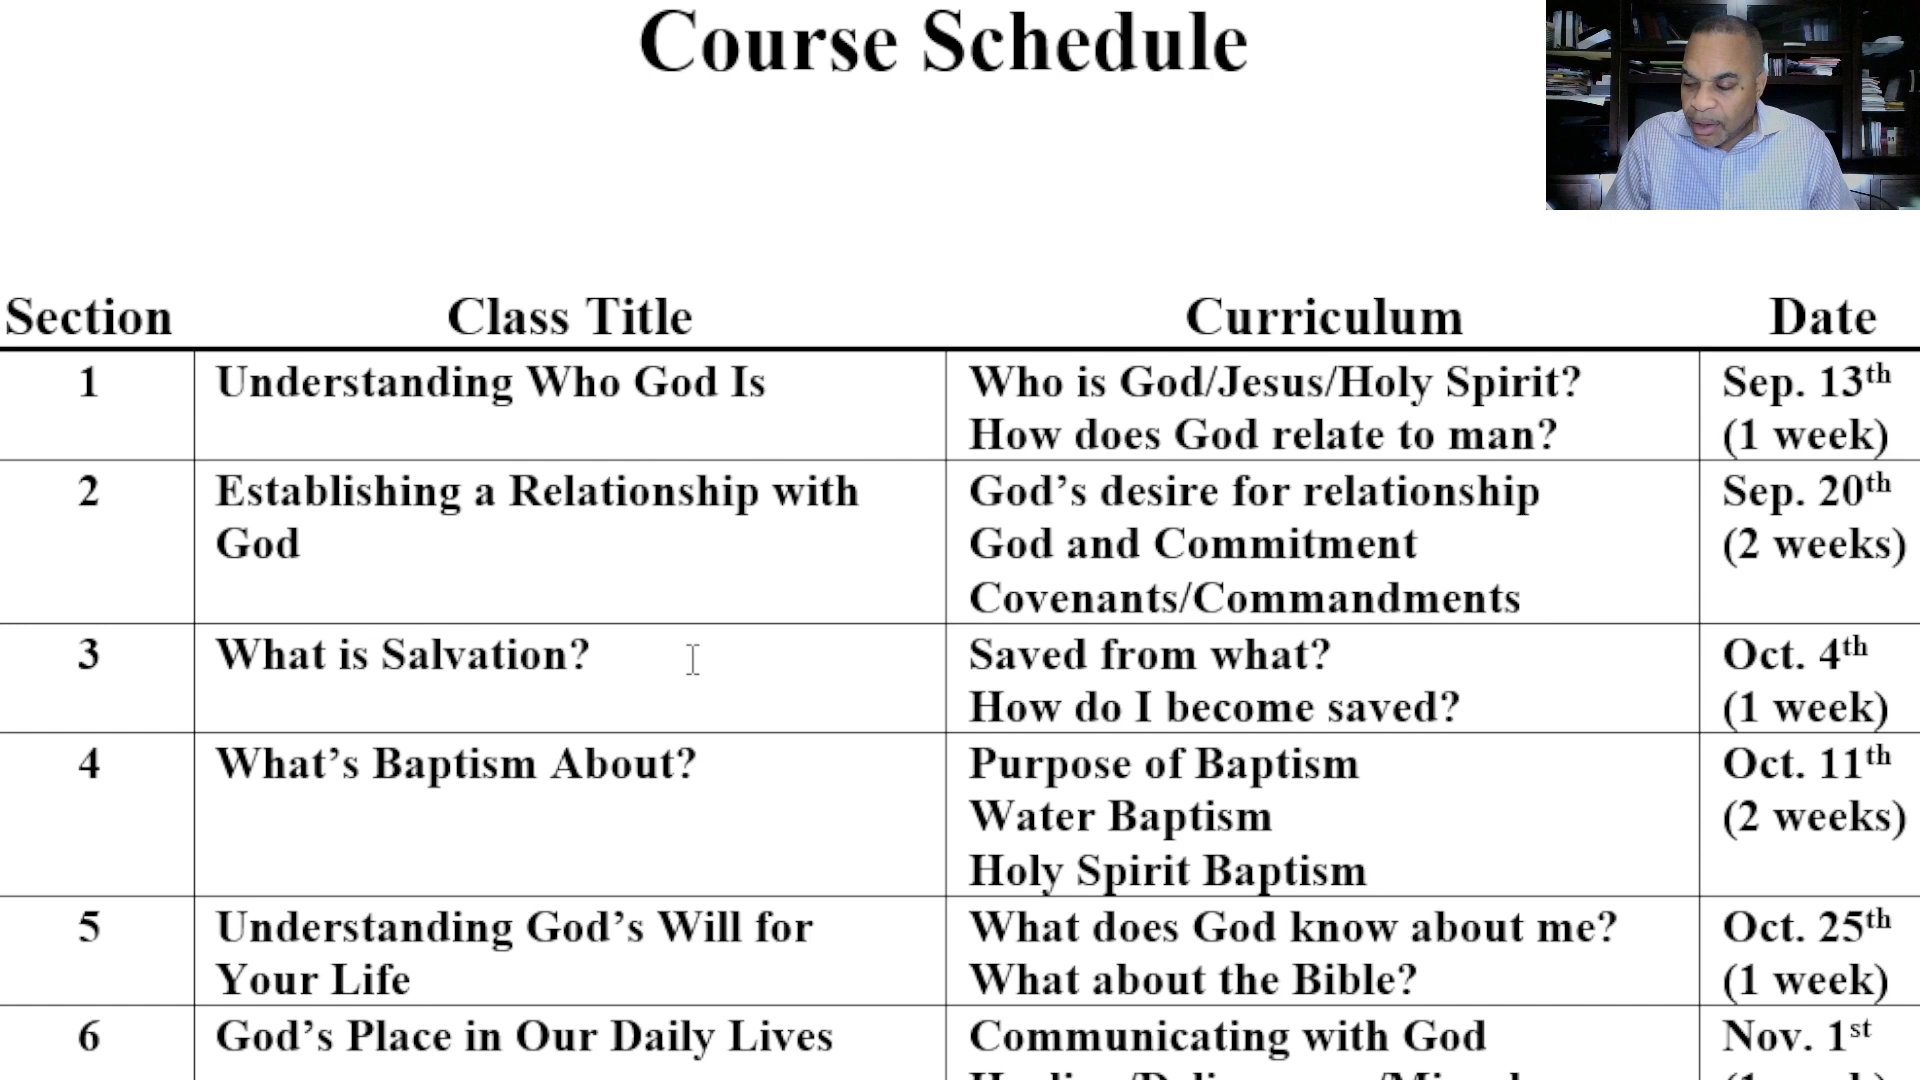 Course Schedule
Section Class Title Curriculum Date
1 Understanding Who God Is Who is God/Jesus/Holy Spirit? Sep. 13th
How does God relate to man? (1 week)
2 Establishing a Relationship with God's desire for relationship Sep. 20th
God God and Commitment (2 weeks)
Covenants/Commandments
3 What is Salvation? Saved from what? Oct. 4th
How do I become saved? (1 week)
4 What's Baptism About? Purpose of Baptism Oct. 11th
Water Baptism (2 weeks)
Holy Spirit Baptism
5 Understanding God's Will for What does God know about me? Oct. 25th
Your Life What about the Bible? (1 week)
6 God's Place in Our Daily Lives Communicating with God Nov. 1st